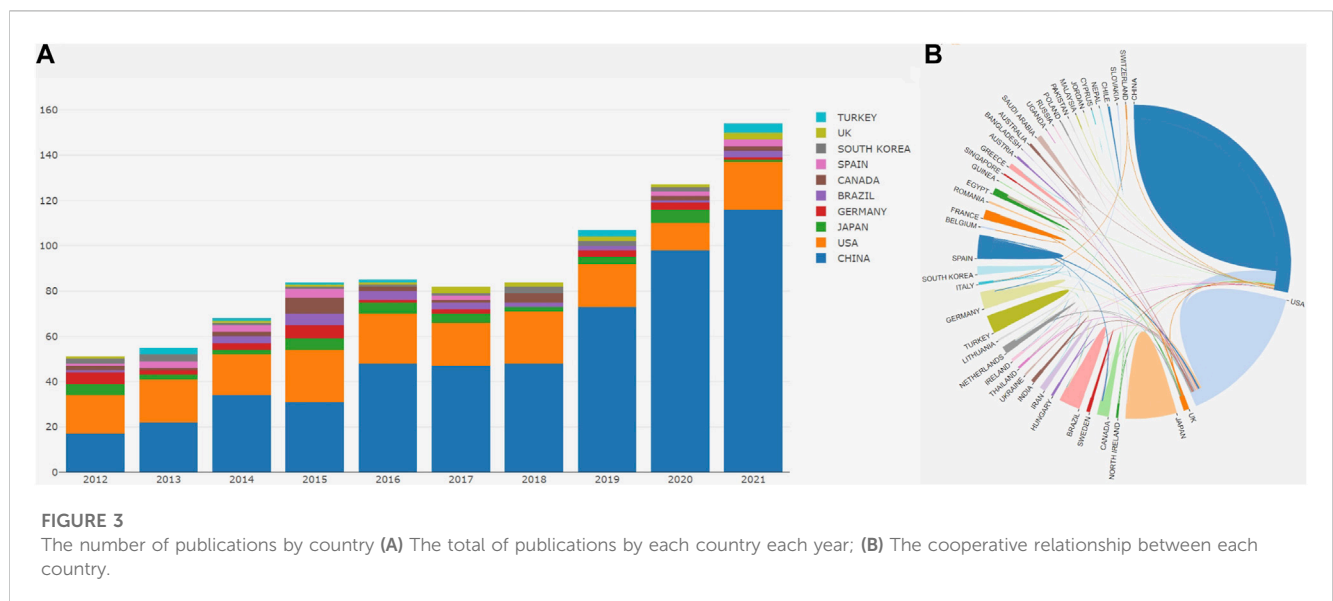 A
160
140
120
100
80
60
40
20
0
2012 2013 2014 2015 2016 2017 2018 2019 2020 2021
TURKEY
UK
SOUTH KOREA
SPAIN
CANADA
BRAZIL
GERMANY
JAPAN
USA
CHINA
B
CHINA
SWITZERLAND
SLOVAKIA
CHILE
NEPAL
CYPRUS
JORDAN
MALAYSIA
PAKISTAN
POLAND
RUSSIA
UGANDA
SAUDI ARABIA
AUSTRALIA
BANGLADESH
AUSTRIA
GREECE
SINGAPORE
GUINEA
EGYPT
ROMANIA
FRANCE
BELGIUM
SPAIN
SOUTH KOREA
ITALY
GERMANY
TURKEY
LITHUANIA
NETHERLANDS
IRELAND
THAILAND
UKRAINE
INDIA
IRAN
HUNGARY
BRAZIL
SWEDEN
CANADA
NORTH IRELAND
JAPAN
UK
USA
FIGURE 3
The number of publications by country (A) The total of publications by each country each year; (B) The cooperative relationship between each
country.